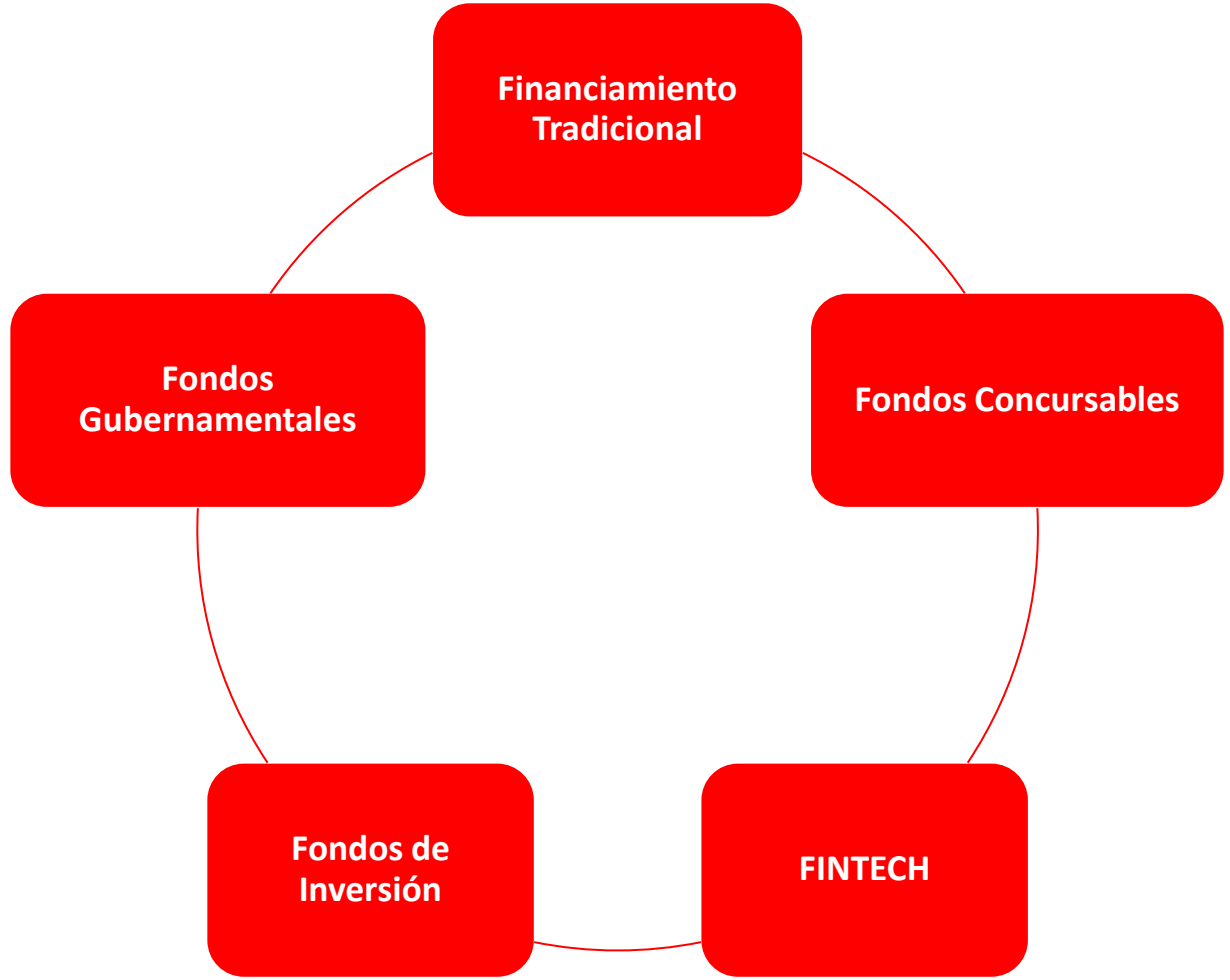 Financiamiento
Tradicional
Fondos
Gubernamentales
Fondos Concursables
Fondos de
Inversión
FINTECH